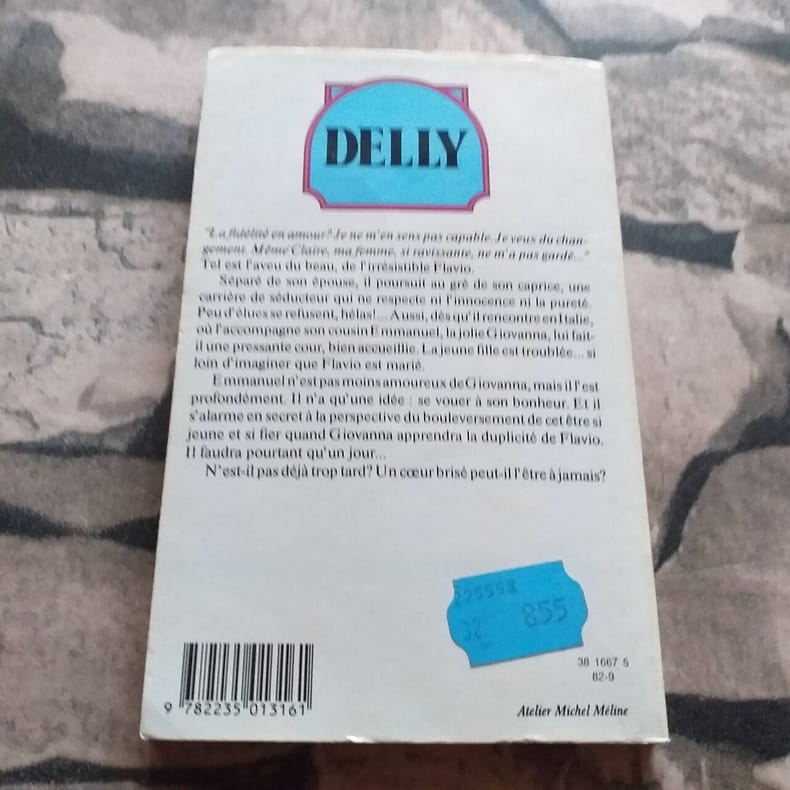 DELLY
"La fidélité en amour? Je ne m'en sens pas capable. Je veux du chan-
gement. Même Claire, ma femme, si ravissante, ne m'a pas gardé..."
Tel est l'aveu du beau, de l'irrésistible Flavio.
Séparé de son épouse, il poursuit au gré de son caprice, une
carrière de séducteur qui ne respecte ni l'innocence ni la pureté.
Peu d'élues se refusent, hélas!... Aussi, dès qu'il rencontre en Italie,
où l'accompagne son cousin Emmanuel, la jolie Giovanna, lui fait-
il une pressante cour, bien accueillie. La jeune fille est troublée... si
loin d'imaginer que Flavio est marié.
Emmanuel n'est pas moins amoureux de Giovanna, mais il l'est
profondément. Il n'a qu'une idée : se vouer à son bonheur. Et il
s'alarme en secret à la perspective du bouleversement de cet être si
jeune et si fier quand Giovanna apprendra la duplicité de Flavio.
Il faudra pourtant qu'un jour...
N'est-il pas déjà trop tard? Un cœur brisé peut-il l'être à jamais?
225598
32 855
38 1667 5
82-9
9 782235 013161
Atelier Michel Méline